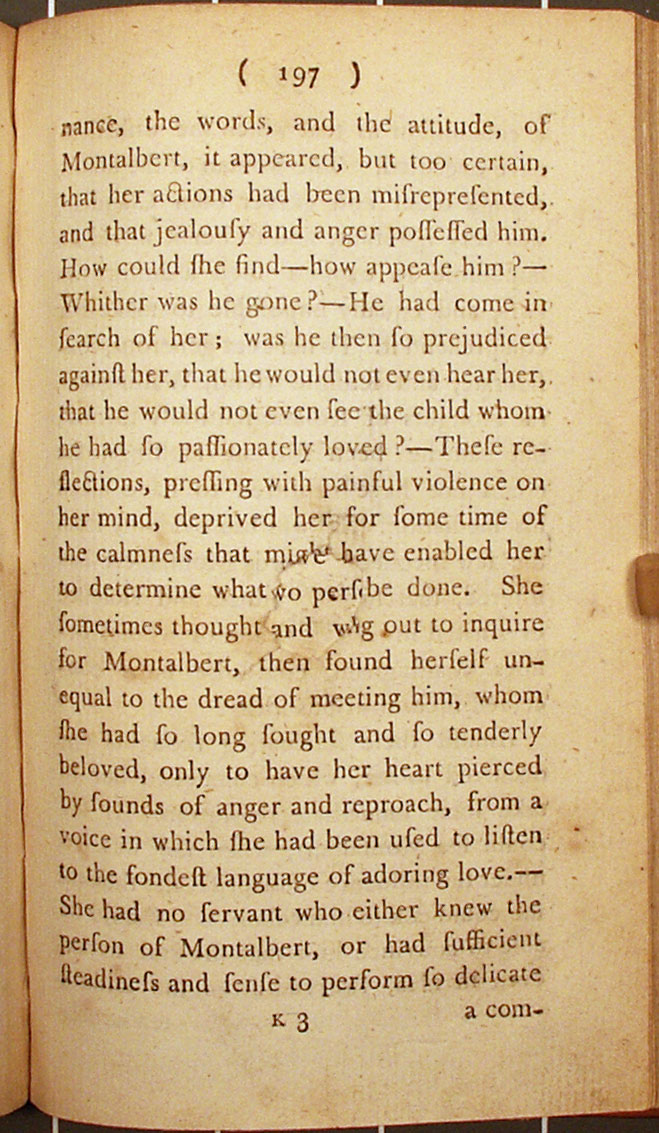 ( 197 )
nance, the words, and the attitude, of
Montalbert, it appeared, but too certain,
that her actions had been miſrepreſented,
and that jealouſy and anger poſſeſſed him.
How could ſhe find—how appeaſe him?—
Whither was he gone?—He had come in
ſearch of her; was he then ſo prejudiced
againſt her, that he would not even hear her,
that he would not even ſee the child whom
he had ſo paſſionately loved?—Theſe re-
flections, preſſing with painful violence on
her mind, deprived her for ſome time of
the calmneſs that might have enabled her
to determine what be done. She
ſometimes thought out to inquire
for Montalbert, then found herſelf un-
equal to the dread of meeting him, whom
ſhe had ſo long ſought and ſo tenderly
beloved, only to have her heart pierced
by ſounds of anger and reproach, from a
voice in which ſhe had been uſed to liſten
to the fondeſt language of adoring love.--
She had no ſervant who either knew the
perſon of Montalbert, or had ſufficient
ſteadineſs and ſenſe to perform ſo delicate
K 3 a com-